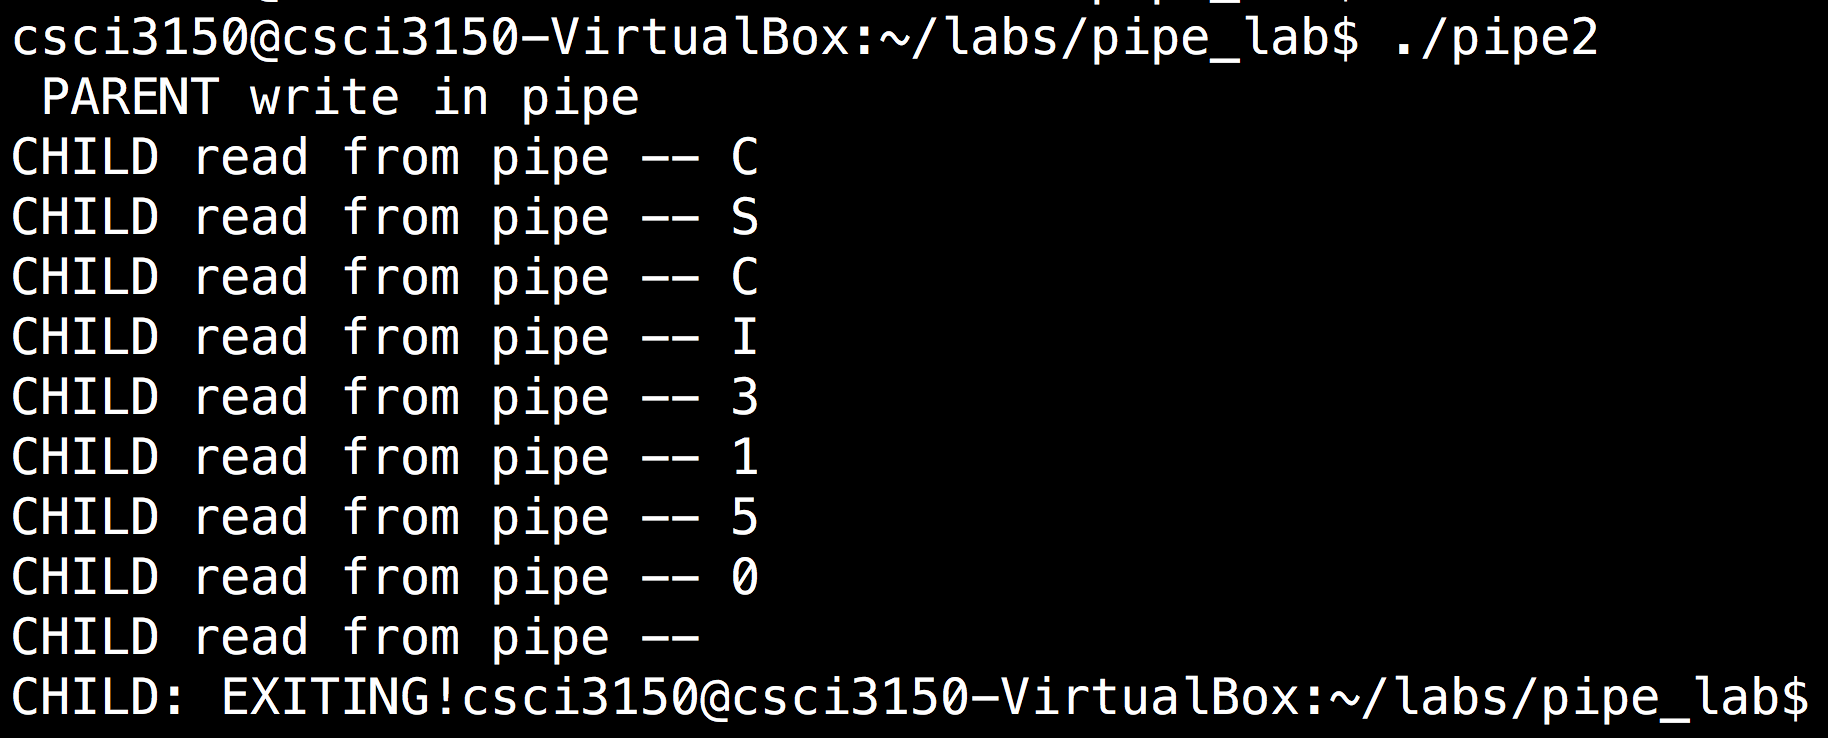 csci3150@csci3150-VirtualBox:~/labs/pipe_lab$ ./pipe2
 PARENT write in pipe
CHILD read from pipe -- C
CHILD read from pipe -- S
CHILD read from pipe -- C
CHILD read from pipe -- I
CHILD read from pipe -- 3
CHILD read from pipe -- 1
CHILD read from pipe -- 5
CHILD read from pipe -- 0
CHILD read from pipe --
CHILD: EXITING!csci3150@csci3150-VirtualBox:~/labs/pipe_lab$